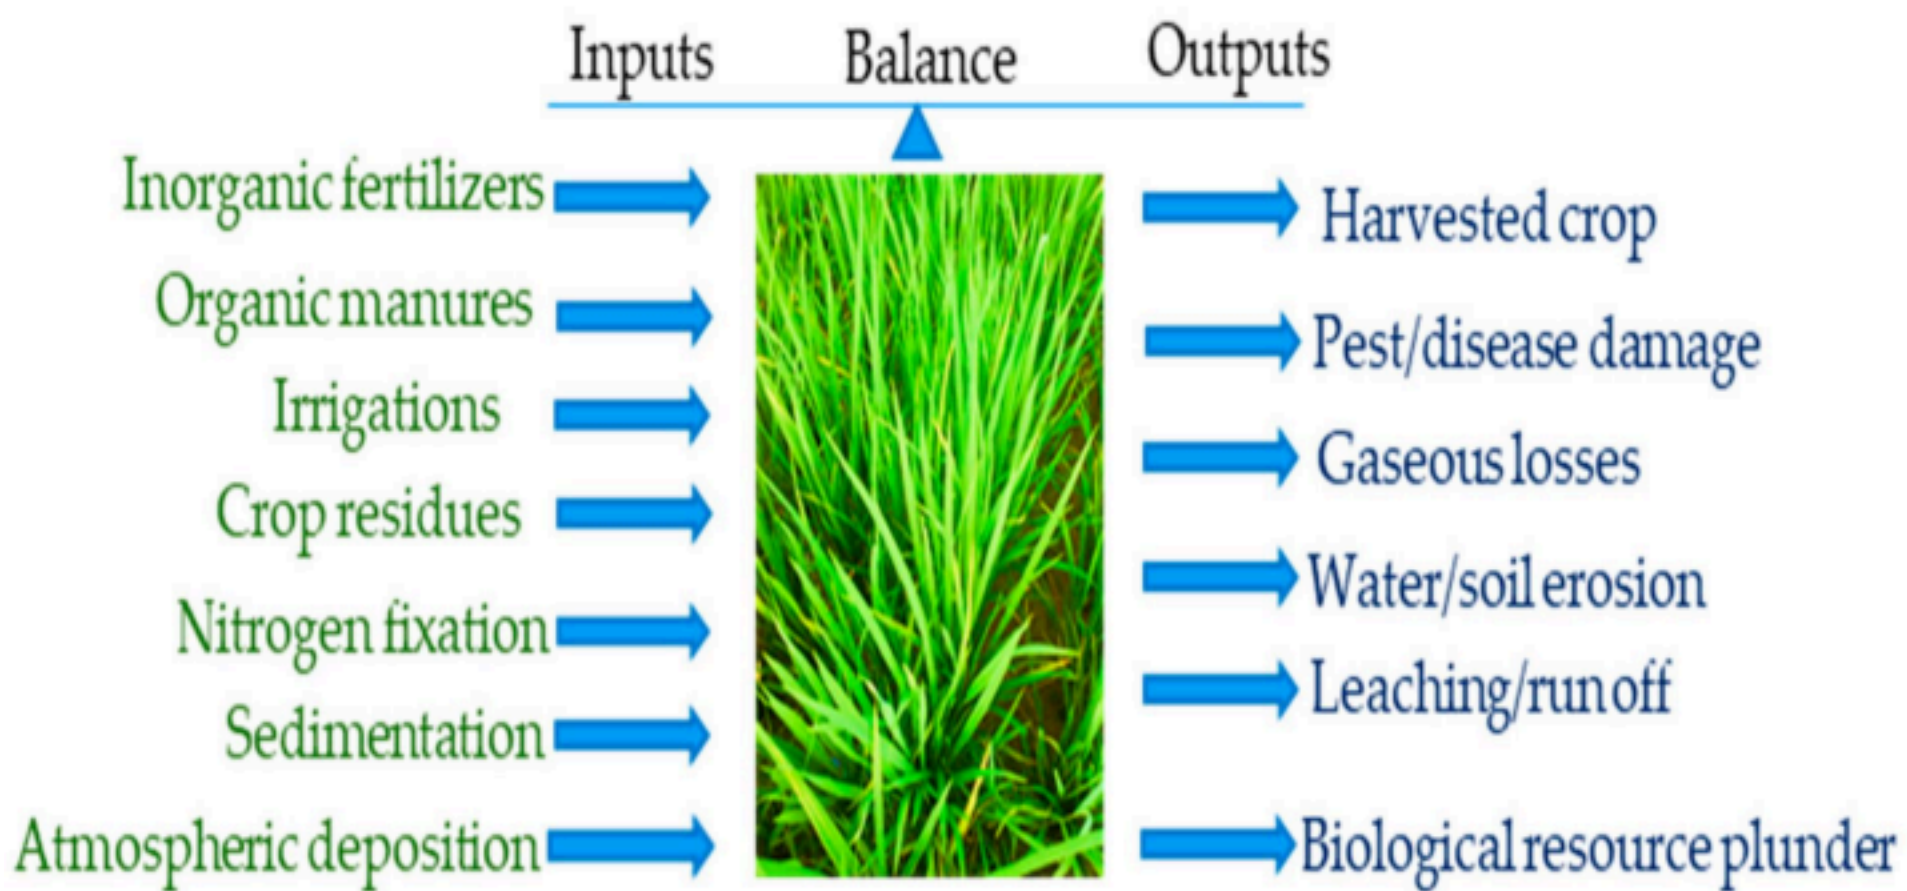 Inputs Balance Outputs
Inorganic fertilizers
Organic manures
Irrigations
Crop residues
Nitrogen fixation
Sedimentation
Atmospheric deposition
Harvested crop
Pest/disease damage
Gaseous losses
Water/soil erosion
Leaching/run off
Biological resource plunder